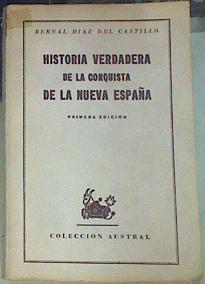 BERNAL DIAZ DEL CASTILLO
HISTORIA VERDADERA
DE LA CONQUISTA
DE LA NUEVA ESPAÑA
PRIMERA EDICION
COLECCION AUSTRAL